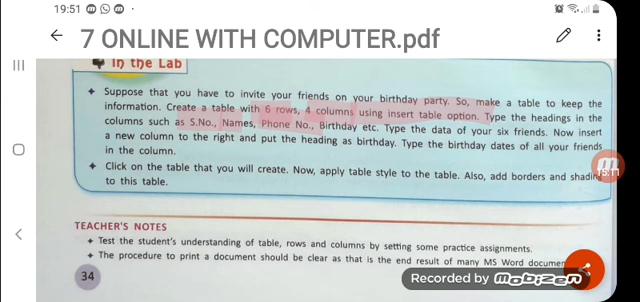 19:51
7 ONLINE WITH COMPUTER.pdf
In the Lab
Suppose that you have to invite your friends on your birthday party. So, make a table to keep the
information. Create a table with 6 rows, 4 columns using insert table option. Type the headings in the
columns such as S.No., Names, Phone No., Birthday etc. Type the data of your six friends. Now insert
a new column to the right and put the heading as birthday. Type the birthday dates of all your friends
in the column.
Click on the table that you will create. Now, apply table style to the table. Also, add borders and shading
to this table.
15:11
TEACHER'S NOTES
Test the student's understanding of table, rows and columns by setting some practice assignments.
The procedure to print a document should be clear as that is the end result of many MS Word documen
34
Recorded by mobizen